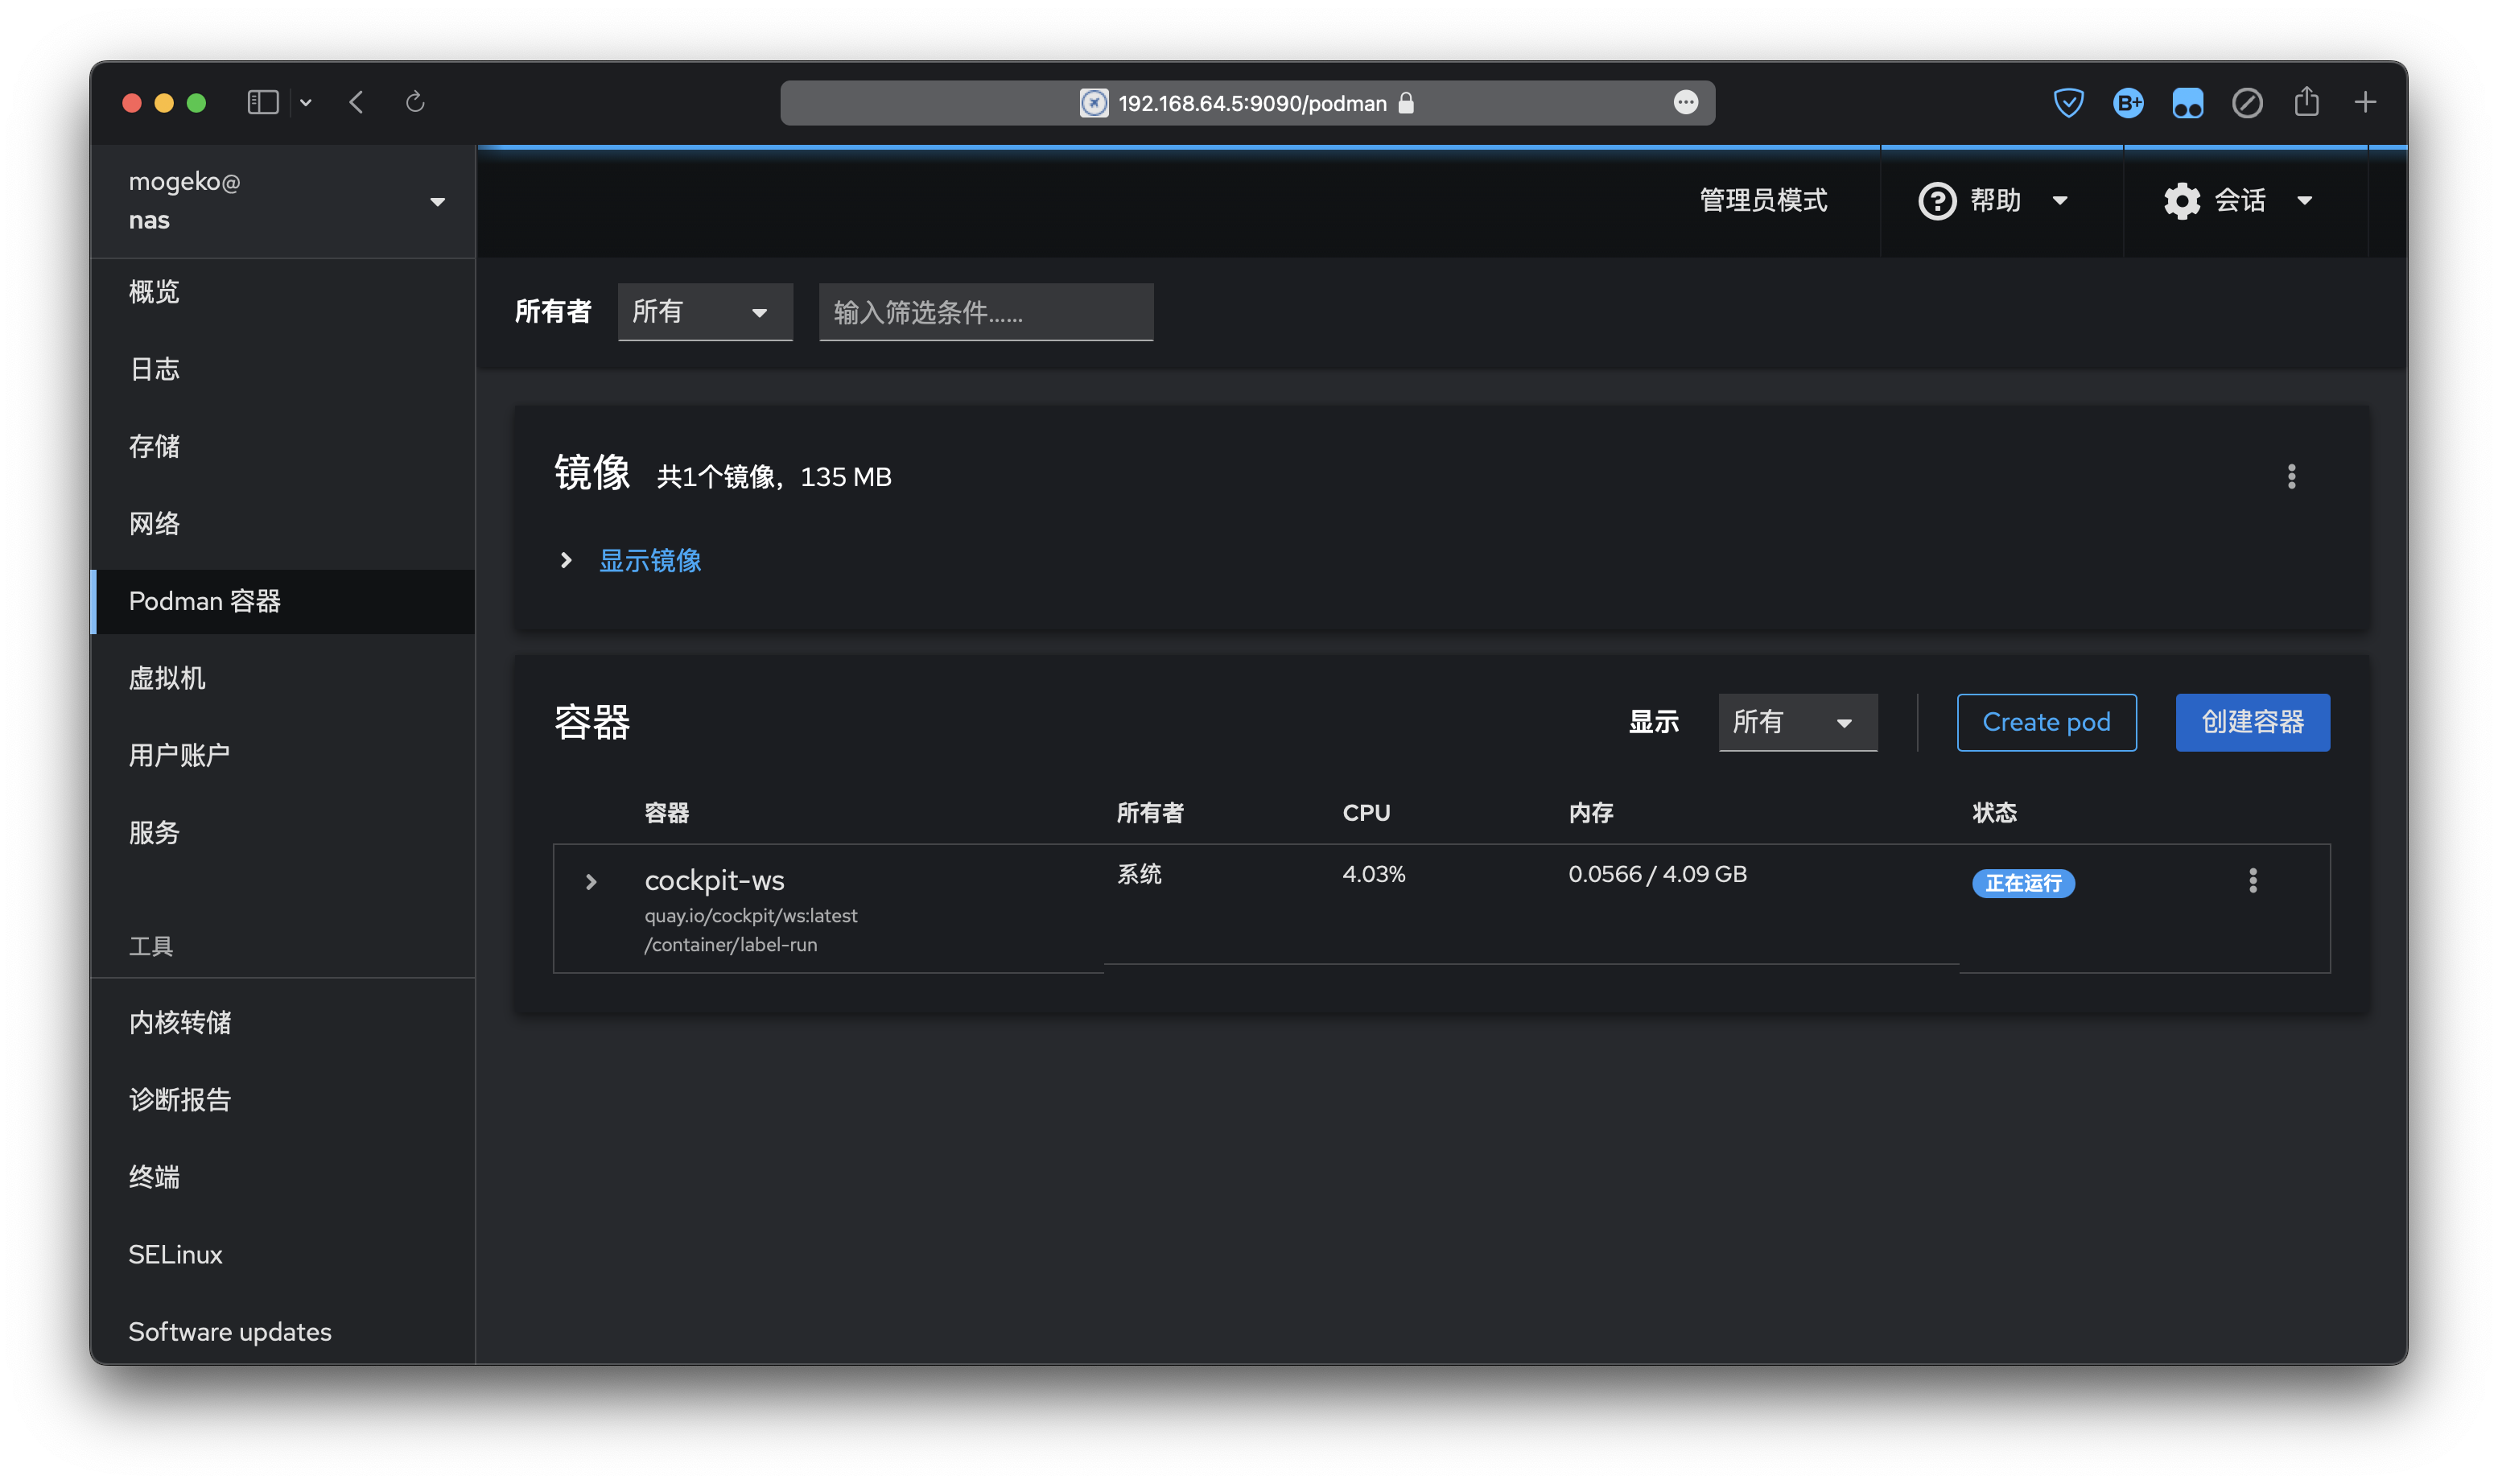 192.168.64.5:9090/podman
B+
mogeko@
nas
管理员模式
帮助
会话
概览
日志
存储
网络
Podman 容器
虚拟机
用户账户
服务
工具
内核转储
诊断报告
终端
SELinux
Software updates
所有者 所有 输入筛选条件......
镜像 共1个镜像，135 MB
显示镜像
容器 显示 所有 Create pod 创建容器
容器 所有者 CPU 内存 状态
cockpit-ws 系统 4.03% 0.0566 / 4.09 GB 正在运行
quay.io/cockpit/ws:latest
/container/label-run